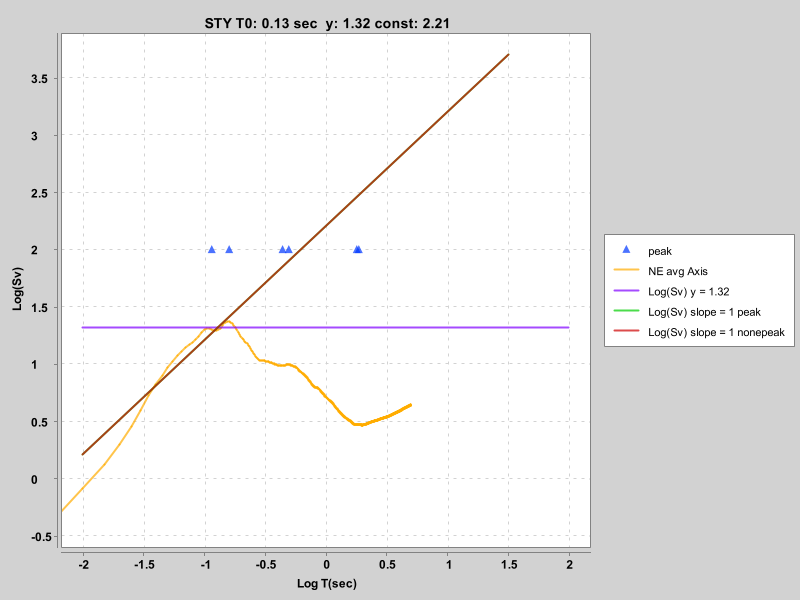 STY T0: 0.13 sec  y: 1.32 const: 2.21
Log(Sv)
3.5
3
2.5
2
1.5
1
0.5
0
-0.5
-2
-1.5
-1
-0.5
0
0.5
1
1.5
2
Log T(sec)
peak
NE avg Axis
Log(Sv) y = 1.32
Log(Sv) slope = 1 peak
Log(Sv) slope = 1 nonepeak